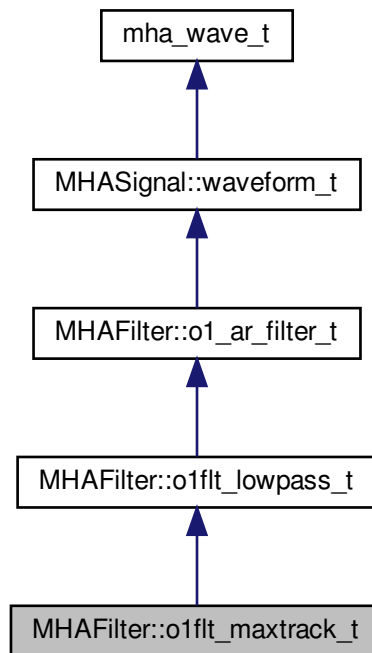 mha_wave_t
MHASignal::waveform_t
MHAFilter::o1_ar_filter_t
MHAFilter::o1flt_lowpass_t
MHAFilter::o1flt_maxtrack_t